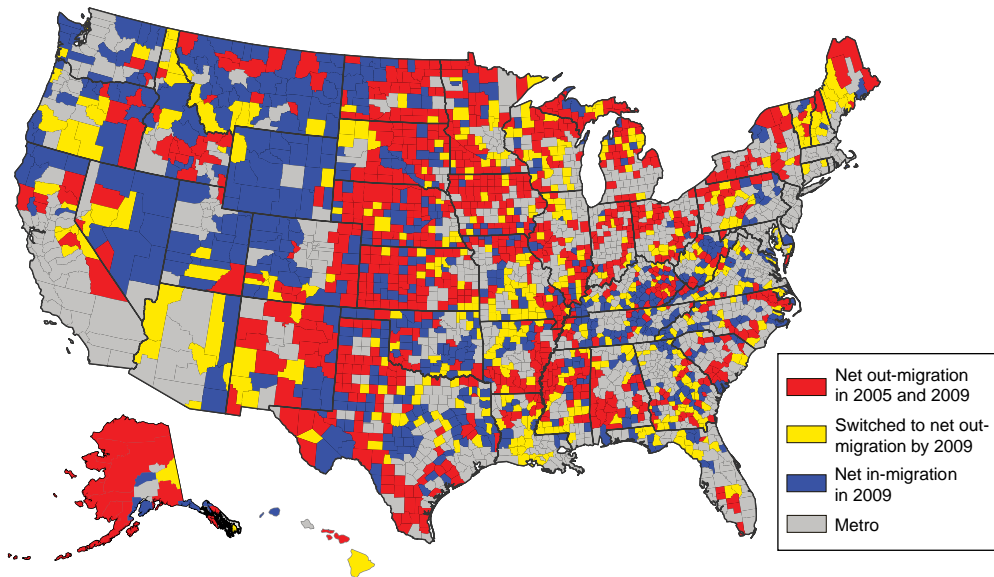 Net out-migration
in 2005 and 2009
Switched to net out-
migration by 2009
Net in-migration
in 2009
Metro